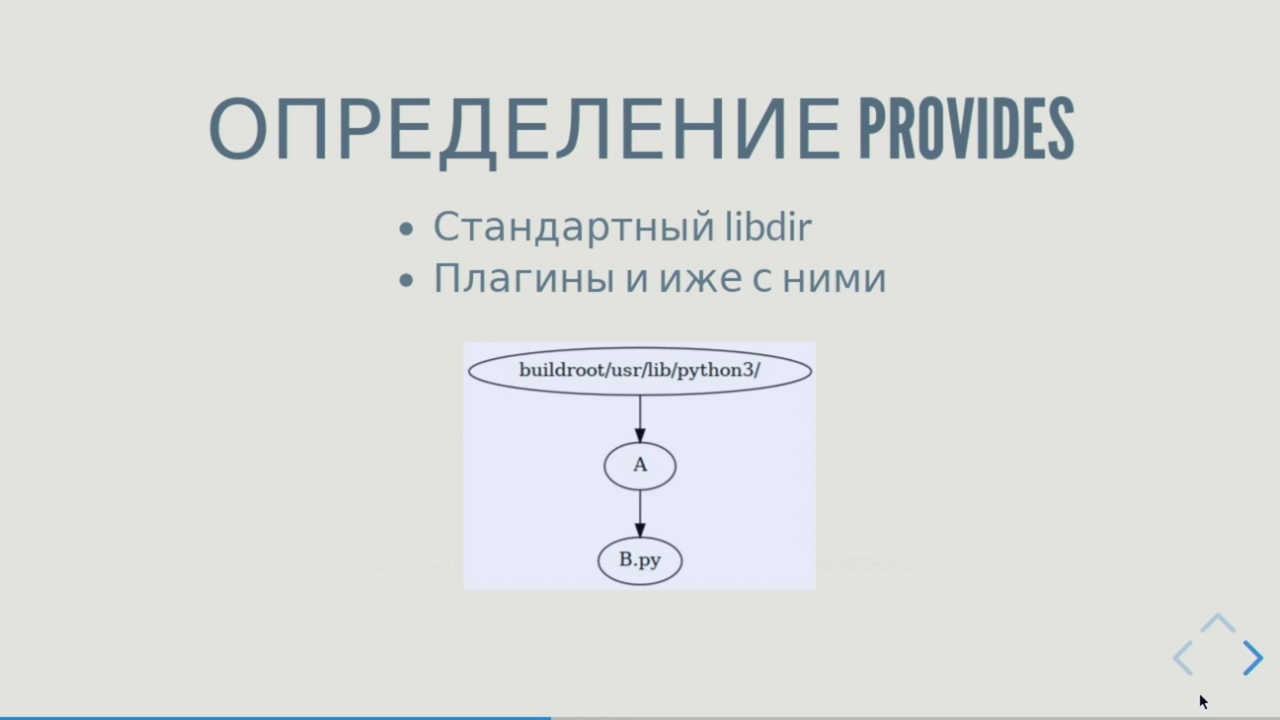 ОПРЕДЕЛЕНИЕ PROVIDES
Стандартный libdir
Плагины и иже с ними
buildroot/usr/lib/python3/
A
B.py